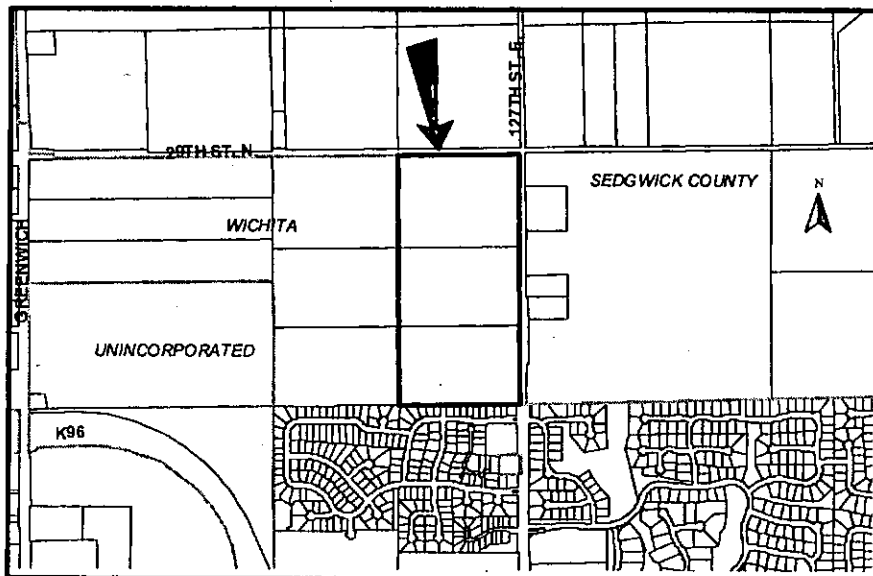 127TH ST. E
29TH ST. N
SEDGWICK COUNTY
N
WICHITA
GREENWICH
UNINCORPORATED
K96